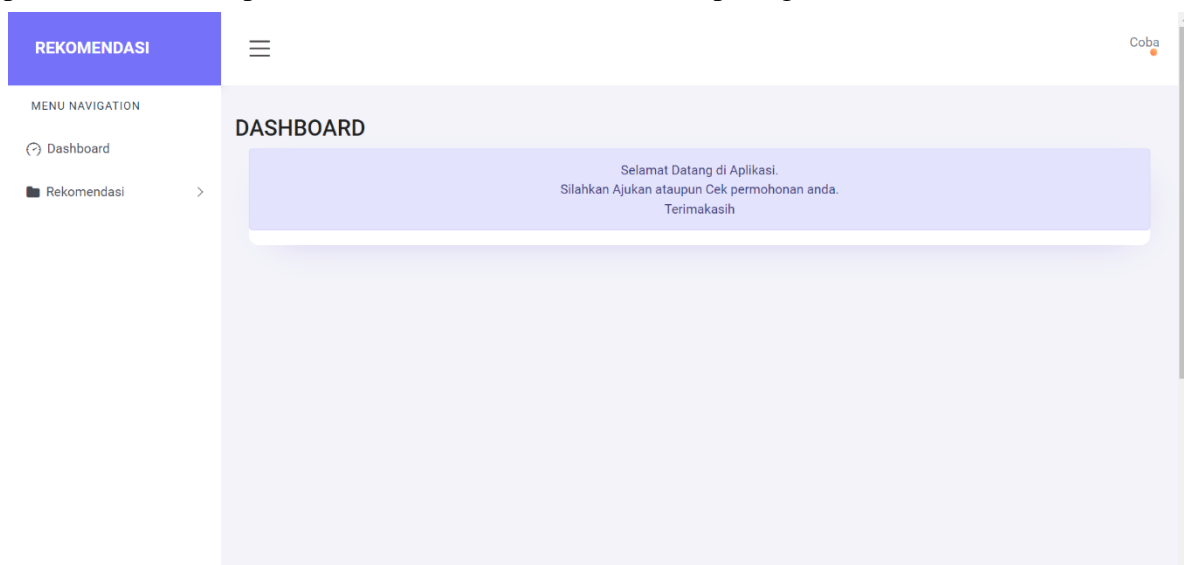 REKOMENDASI
Coba
MENU NAVIGATION
DASHBOARD
Dashboard
Selamat Datang di Aplikasi.
Silahkan Ajukan ataupun Cek permohonan anda.
Terimakasih
Rekomendasi